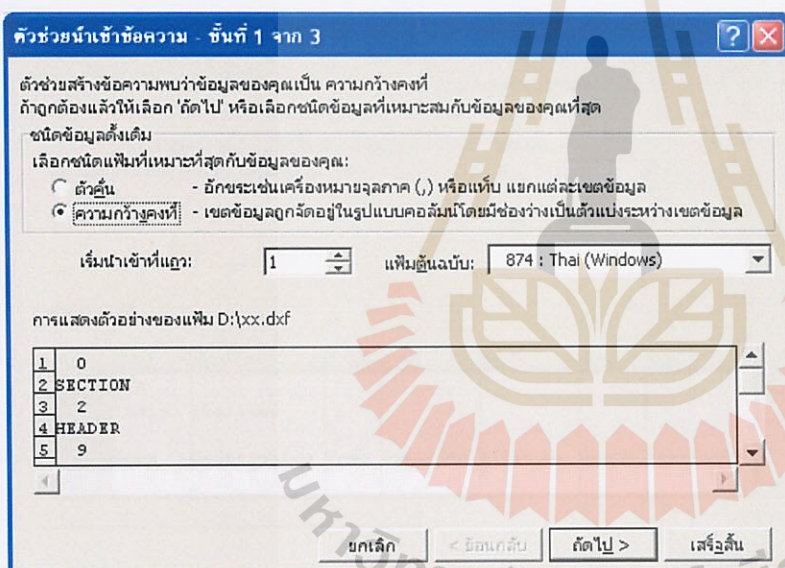 ตัวช่วยนำเข้าข้อความ - ขั้นที่ 1 จาก 3
ตัวช่วยสร้างข้อความพบว่าข้อมูลของคุณเป็น ความกว้างคงที่
ถ้าถูกต้องแล้วให้เลือก 'ถัดไป' หรือเลือกชนิดข้อมูลที่เหมาะสมกับข้อมูลของคุณที่สุด
ชนิดข้อมูลดั้งเดิม
เลือกชนิดแฟ้มที่เหมาะที่สุดกับข้อมูลของคุณ:
ตัวคั่น - อักขระเช่นเครื่องหมายจุลภาค (,) หรือแท็บ แยกแต่ละเขตข้อมูล
ความกว้างคงที่ - เขตข้อมูลถูกจัดอยู่ในรูปแบบคอลัมน์โดยมีช่องว่างเป็นตัวแบ่งระหว่างเขตข้อมูล
เริ่มนำเข้าที่แถว: 1 แฟ้มต้นฉบับ: 874 : Thai (Windows)
การแสดงตัวอย่างของแฟ้ม D:\xx.dxf
1 0
2 SECTION
3 2
4 HEADER
5 9
ยกเลิก < ย้อนกลับ ถัดไป > เสร็จสิ้น